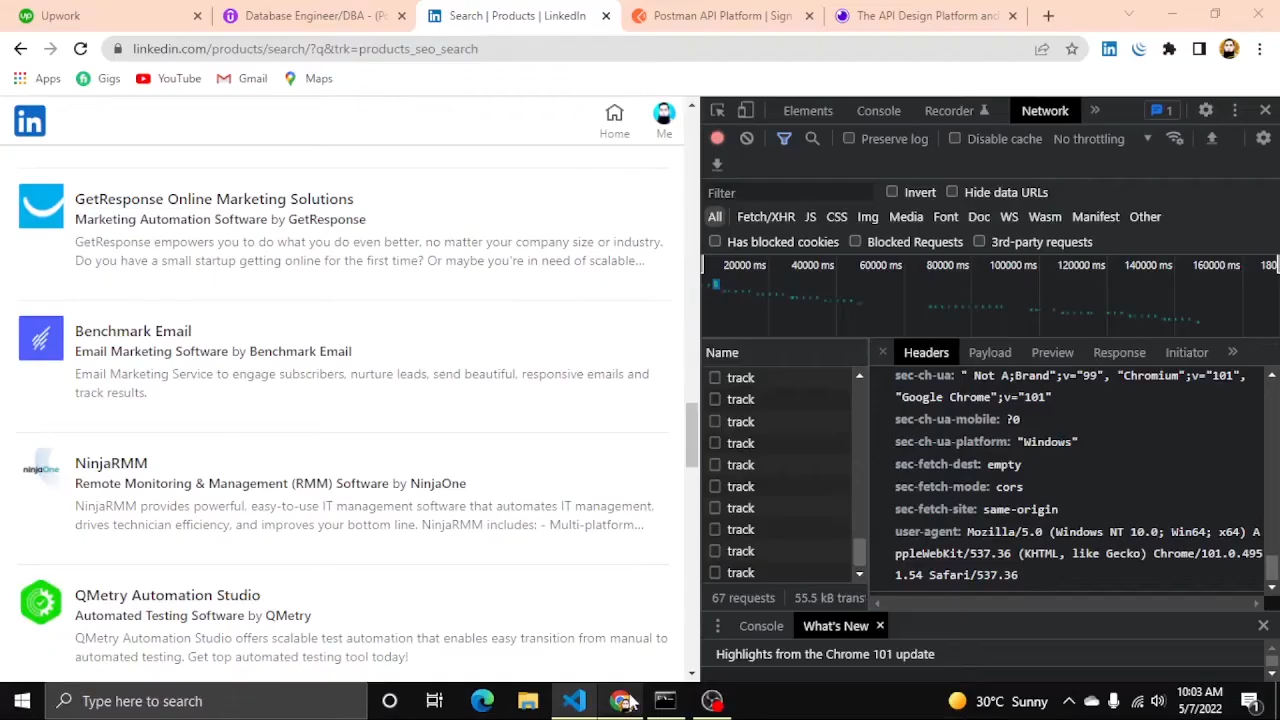 Upwork
Database Engineer/DBA - (Po
Search | Products | LinkedIn
Postman API Platform | Sign
The API Design Platform and
linkedin.com/products/search/?q&trk=products_seo_search
Apps
Gigs
YouTube
Gmail
Maps
in
Home
Me
GetResponse Online Marketing Solutions
Marketing Automation Software by GetResponse
GetResponse empowers you to do what you do even better, no matter your company size or industry.
Do you have a small startup getting online for the first time? Or maybe you're in need of scalable...
Benchmark Email
Email Marketing Software by Benchmark Email
Email Marketing Service to engage subscribers, nurture leads, send beautiful, responsive emails and
track results.
ninjaOne
NinjaRMM
Remote Monitoring & Management (RMM) Software by NinjaOne
NinjaRMM provides powerful, easy-to-use IT management software that automates IT management,
drives technician efficiency, and improves your bottom line. NinjaRMM includes: - Multi-platform...
QMetry Automation Studio
Automated Testing Software by QMetry
QMetry Automation Studio offers scalable test automation that enables easy transition from manual to
automated testing. Get top automated testing tool today!
Elements
Console
Recorder
Network
1
Preserve log
Disable cache
No throttling
Filter
Invert
Hide data URLs
All
Fetch/XHR
JS
CSS
Img
Media
Font
Doc
WS
Wasm
Manifest
Other
Has blocked cookies
Blocked Requests
3rd-party requests
20000 ms
40000 ms
60000 ms
80000 ms
100000 ms
120000 ms
140000 ms
160000 ms
180
Name
Headers
Payload
Preview
Response
Initiator
track
track
track
track
track
track
track
track
track
track
sec-ch-ua: " Not A;Brand";v="99", "Chromium";v="101",
"Google Chrome";v="101"
sec-ch-ua-mobile: ?0
sec-ch-ua-platform: "Windows"
sec-fetch-dest: empty
sec-fetch-mode: cors
sec-fetch-site: same-origin
user-agent: Mozilla/5.0 (Windows NT 10.0; Win64; x64) A
ppleWebKit/537.36 (KHTML, like Gecko) Chrome/101.0.495
1.54 Safari/537.36
67 requests
55.5 kB trans
Console
What's New
Highlights from the Chrome 101 update
Type here to search
30°C Sunny
10:03 AM
5/7/2022
1